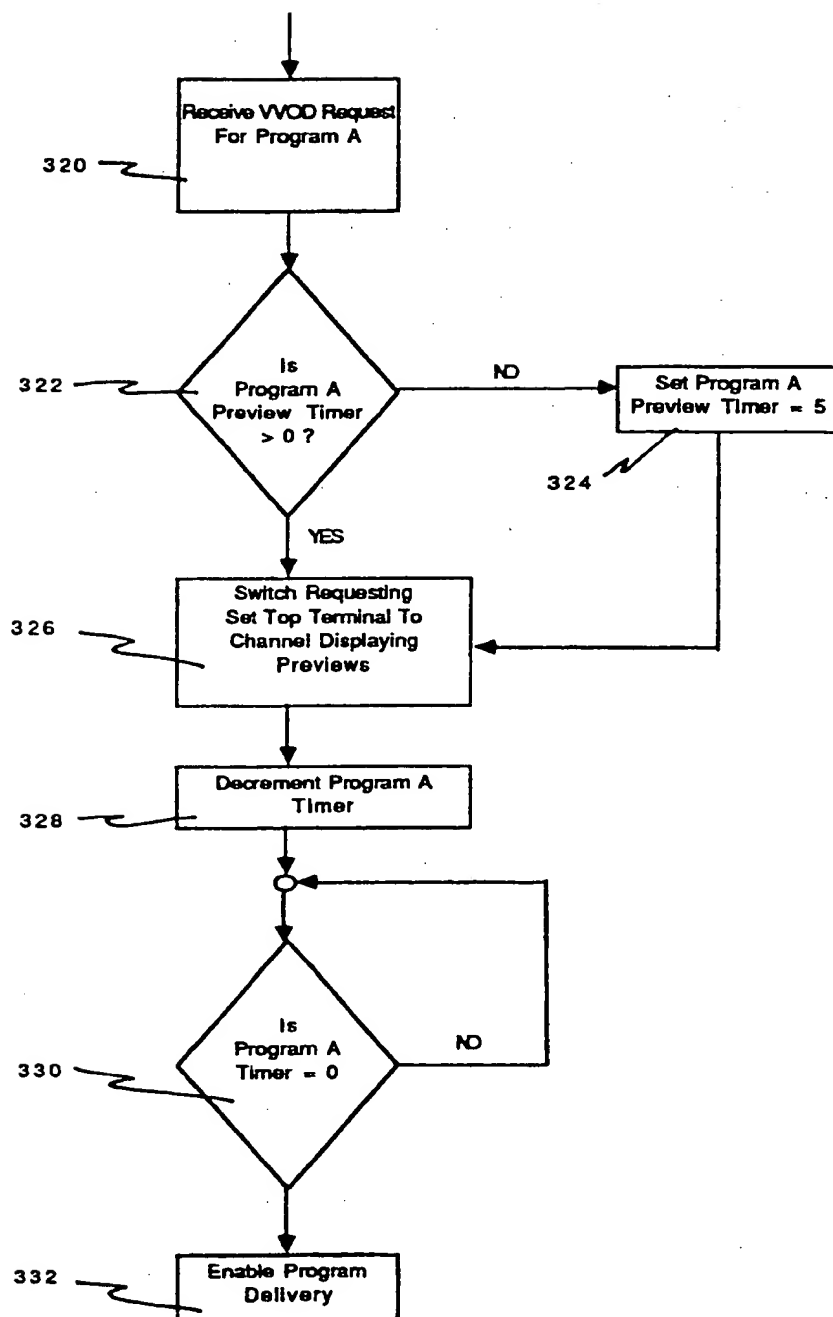 Receive VVOD Request
For Program A
320
322
Is
Program A
Preview Timer
> 0 ?
NO
Set Program A
Preview Timer = 5
324
YES
326
Switch Requesting
Set Top Terminal To
Channel Displaying
Previews
328
Decrement Program A
Timer
Is
Program A
Timer = 0
NO
330
332
Enable Program
Delivery